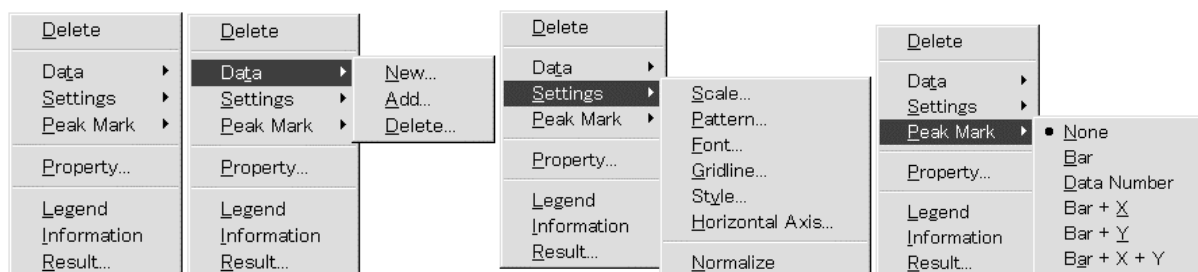 Delete
Data
Settings
Peak Mark
Property...
Legend
Information
Result...
Delete
Data
Settings
Peak Mark
Property...
Legend
Information
Result...
New...
Add...
Delete...
Delete
Data
Settings
Peak Mark
Property...
Legend
Information
Result...
Scale...
Pattern...
Font...
Gridline...
Style...
Horizontal Axis...
Normalize
Delete
Data
Settings
Peak Mark
Property...
Legend
Information
Result...
None
Bar
Data Number
Bar + X
Bar + Y
Bar + X + Y